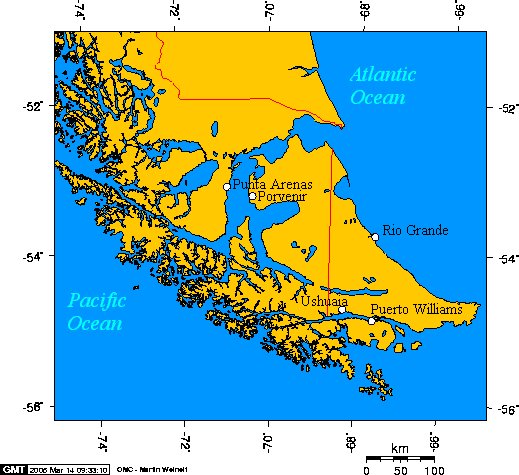 -74°
-72°
-70°
-68°
-66°
Atlantic
Ocean
-52°
-52°
Punta Arenas
Porvenir
Rio Grande
-54°
-54°
Ushuaia
Puerto Williams
Pacific
Ocean
-56°
-56°
-74°
-72°
-70°
-68°
-66°
km
0 50 100
GMT 2006 Mar 14 09:33:10 OMC - Martin Weinelt